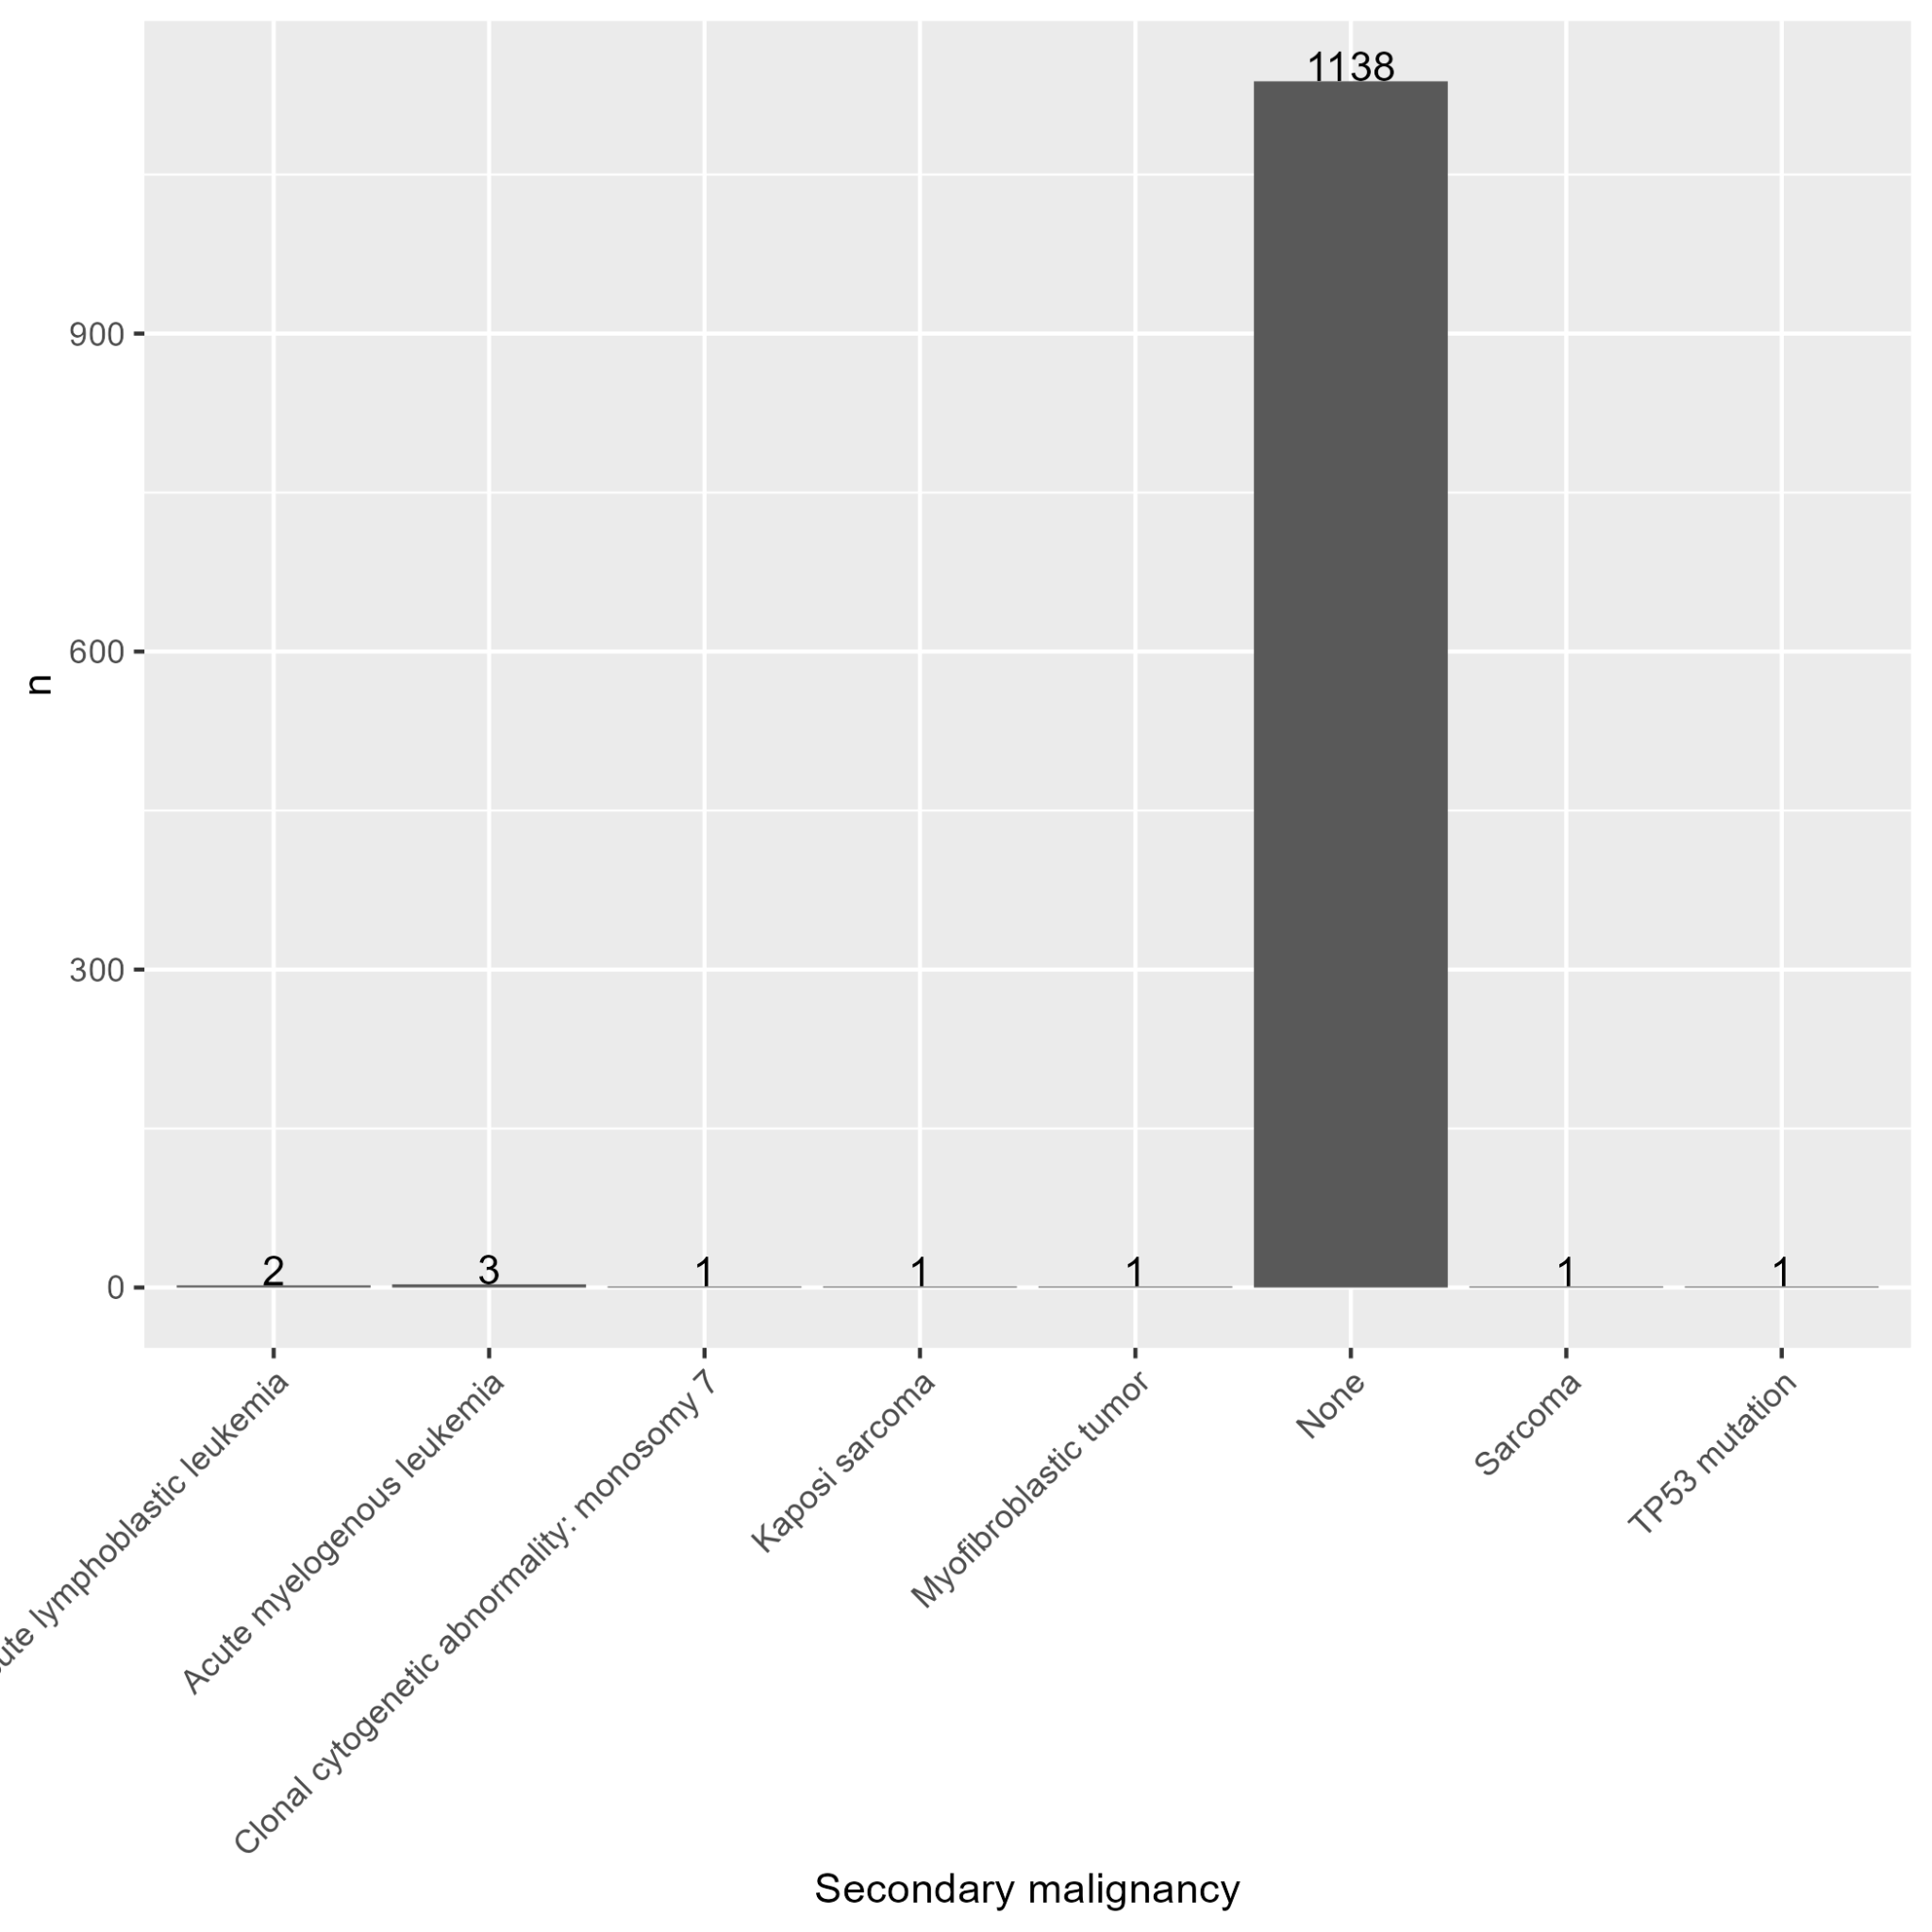 n
900
600
300
0
2
3
1
1
1
1138
1
1
lymphoblastic leukemia
Acute myelogenous leukemia
Clonal cytogenetic abnormality: monosomy 7
Kaposi sarcoma
Myofibroblastic tumor
None
Sarcoma
TP53 mutation
Secondary malignancy